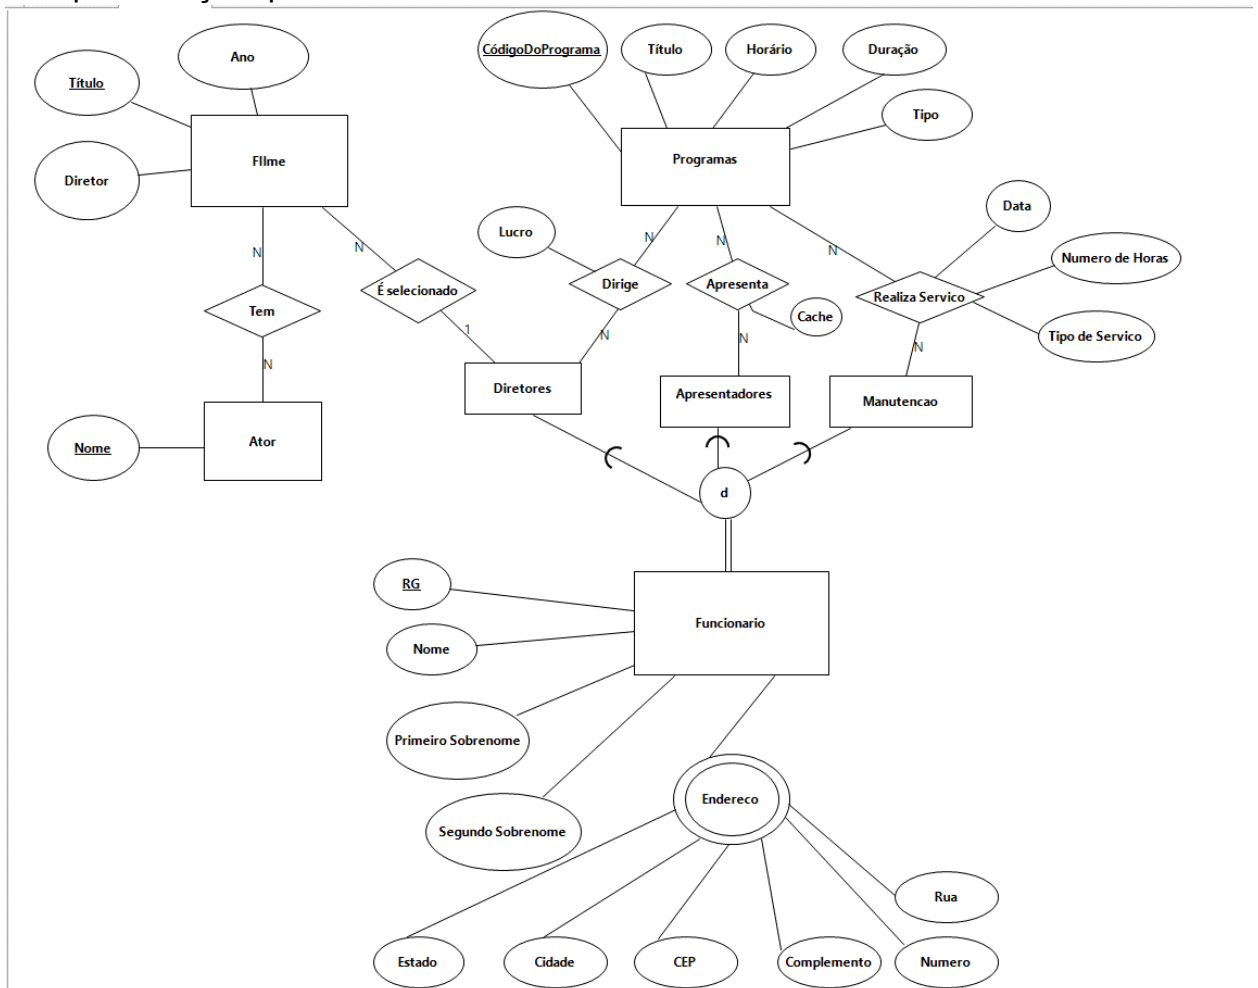 Ano
CódigoDoPrograma
Título
Horário
Duração
Título
Tipo
FIlme
Programas
Diretor
Data
Lucro
N
N
N
N
N
Numero de Horas
É selecionado
Dirige
Apresenta
Realiza Servico
Tem
Cache
1
N
N
N
Tipo de Servico
N
Diretores
Apresentadores
Manutencao
Nome
Ator
d
RG
Funcionario
Nome
Primeiro Sobrenome
Endereco
Segundo Sobrenome
Rua
Estado
Cidade
CEP
Complemento
Numero